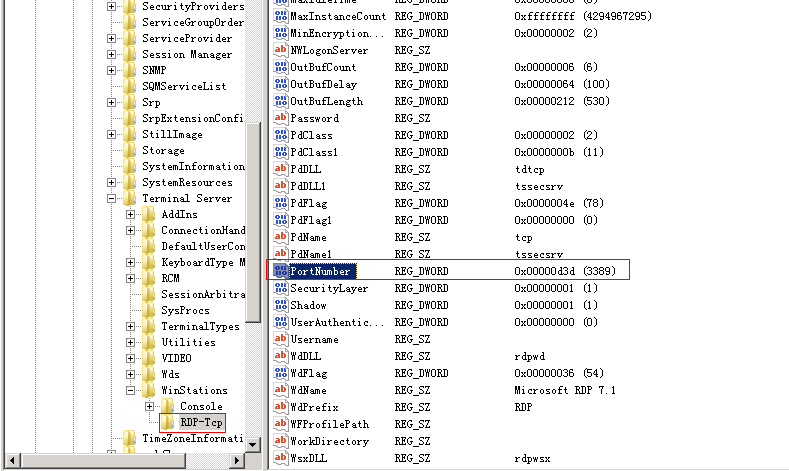 SecurityProviders
ServiceGroupOrder
ServiceProvider
Session Manager
SNMP
SQMServiceList
Srp
SrpExtensionConfi
StillImage
Storage
SystemInformation
SystemResources
Terminal Server
AddIns
ConnectionHand
DefaultUserCon
KeyboardType M
RCM
SessionArbitra
SysProcs
TerminalTypes
Utilities
VIDEO
Wds
WinStations
Console
RDP-Tcp
TimeZoneInformati
MaxIdleTime REG_DWORD 0x00000000 (0)
MaxInstanceCount REG_DWORD 0xffffffff (4294967295)
MinEncryption... REG_DWORD 0x00000002 (2)
NWLogonServer REG_SZ
OutBufCount REG_DWORD 0x00000006 (6)
OutBufDelay REG_DWORD 0x00000064 (100)
OutBufLength REG_DWORD 0x00000212 (530)
Password REG_SZ
PdClass REG_DWORD 0x00000002 (2)
PdClass1 REG_DWORD 0x0000000b (11)
PdDLL REG_SZ tdtcp
PdDLL1 REG_SZ tssecsrv
PdFlag REG_DWORD 0x0000004e (78)
PdFlag1 REG_DWORD 0x00000000 (0)
PdName REG_SZ tcp
PdName1 REG_SZ tssecsrv
PortNumber REG_DWORD 0x00000d3d (3389)
SecurityLayer REG_DWORD 0x00000001 (1)
Shadow REG_DWORD 0x00000001 (1)
UserAuthentic... REG_DWORD 0x00000000 (0)
Username REG_SZ
WdDLL REG_SZ rdpwd
WdFlag REG_DWORD 0x00000036 (54)
WdName REG_SZ Microsoft RDP 7.1
WdPrefix REG_SZ RDP
WFProfilePath REG_SZ
WorkDirectory REG_SZ
WsxDLL REG_SZ rdpwsx